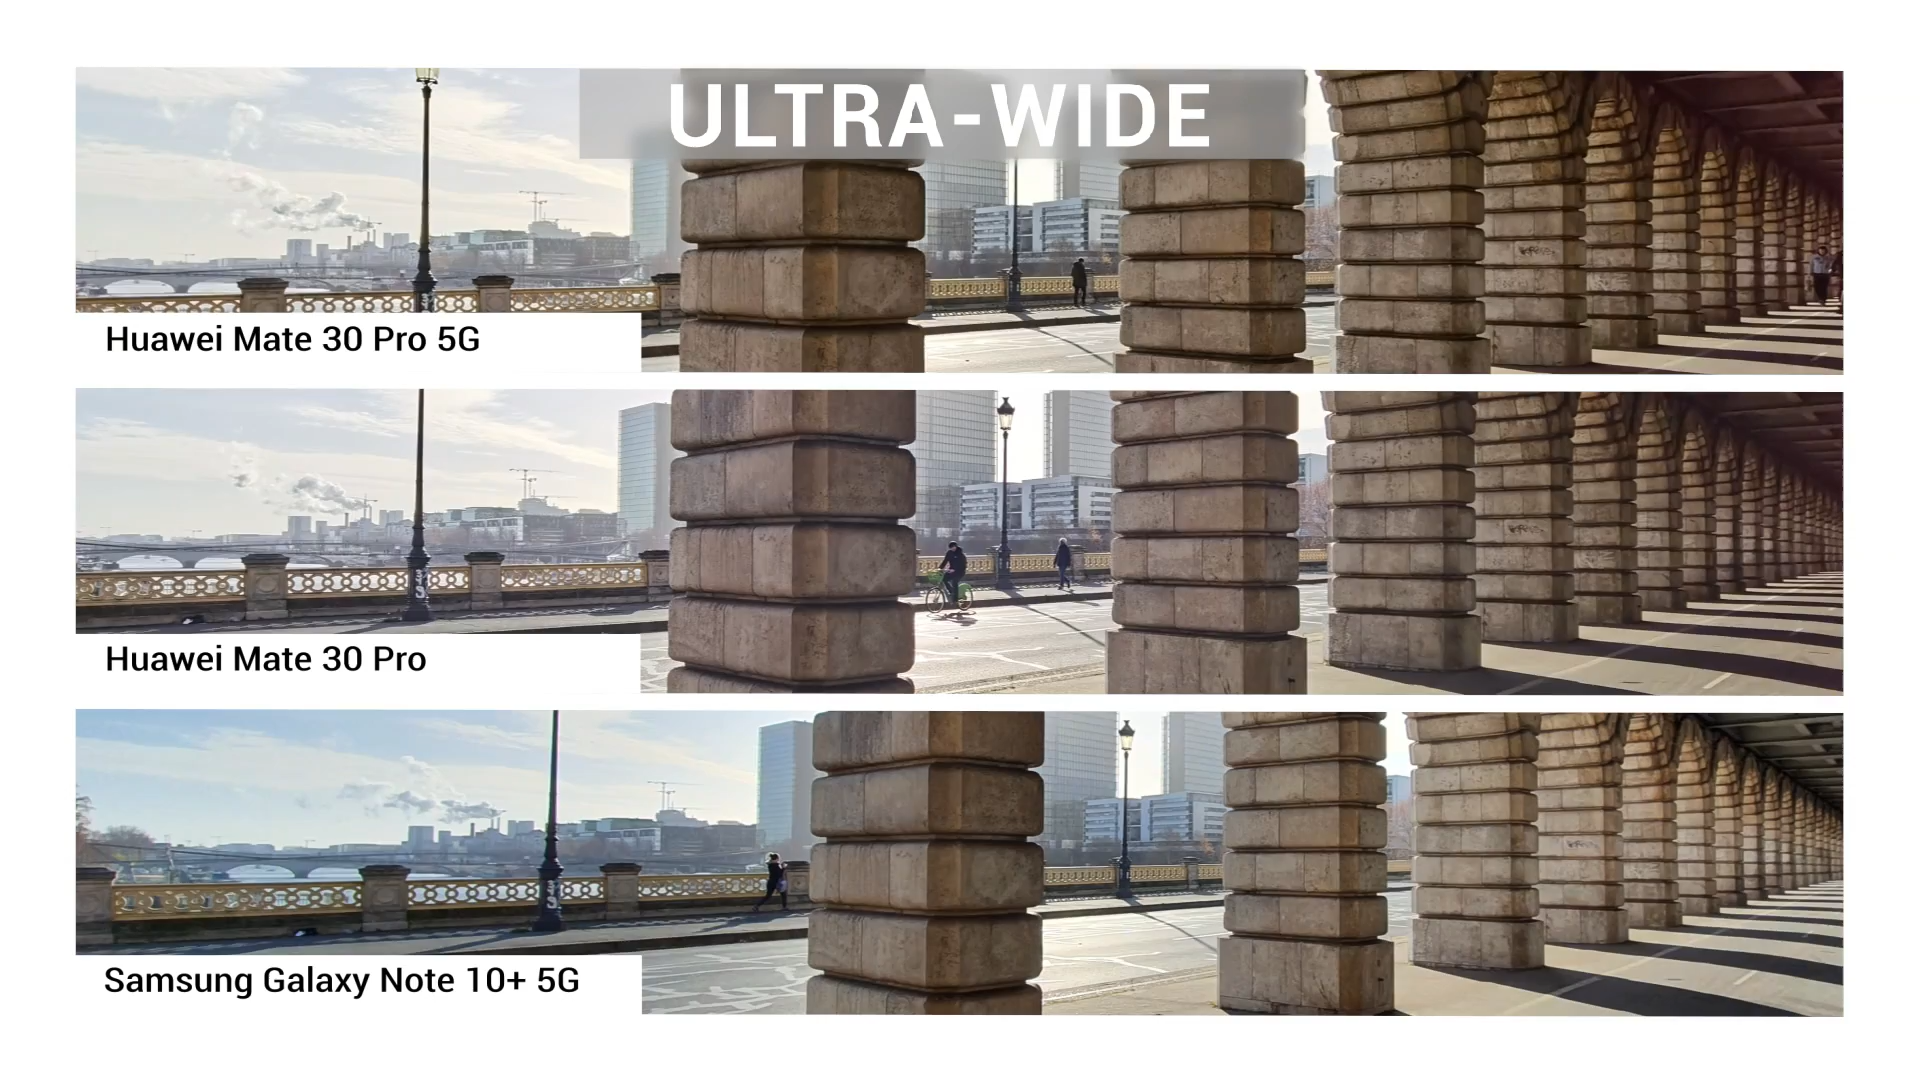 ULTRA-WIDE
Huawei Mate 30 Pro 5G
Huawei Mate 30 Pro
Samsung Galaxy Note 10+ 5G